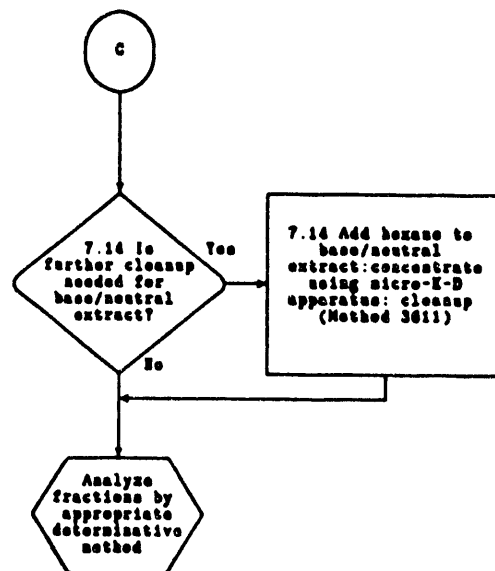 C
7.14 Is
further cleanup
needed for
base/neutral
extract?
Yes
7.14 Add hexane to
base/neutral
extract:concentrate
using micro-K-D
apparatus: cleanup
(Method 3611)
No
Analyze
fractions by
appropriate
determinative
method